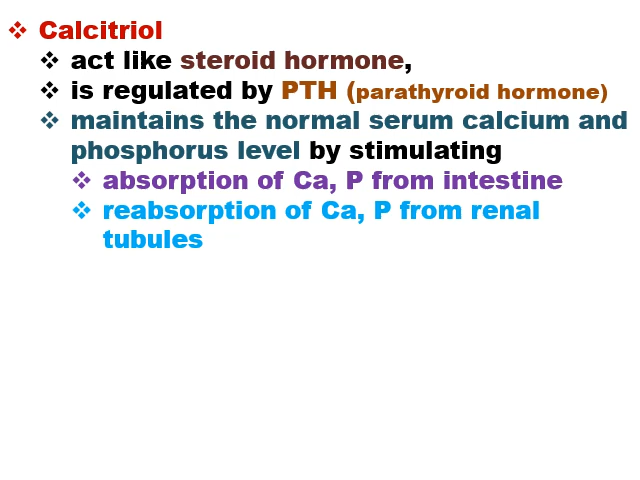 ❖ Calcitriol
❖ act like steroid hormone,
❖ is regulated by PTH (parathyroid hormone)
❖ maintains the normal serum calcium and
phosphorus level by stimulating
❖ absorption of Ca, P from intestine
❖ reabsorption of Ca, P from renal
tubules